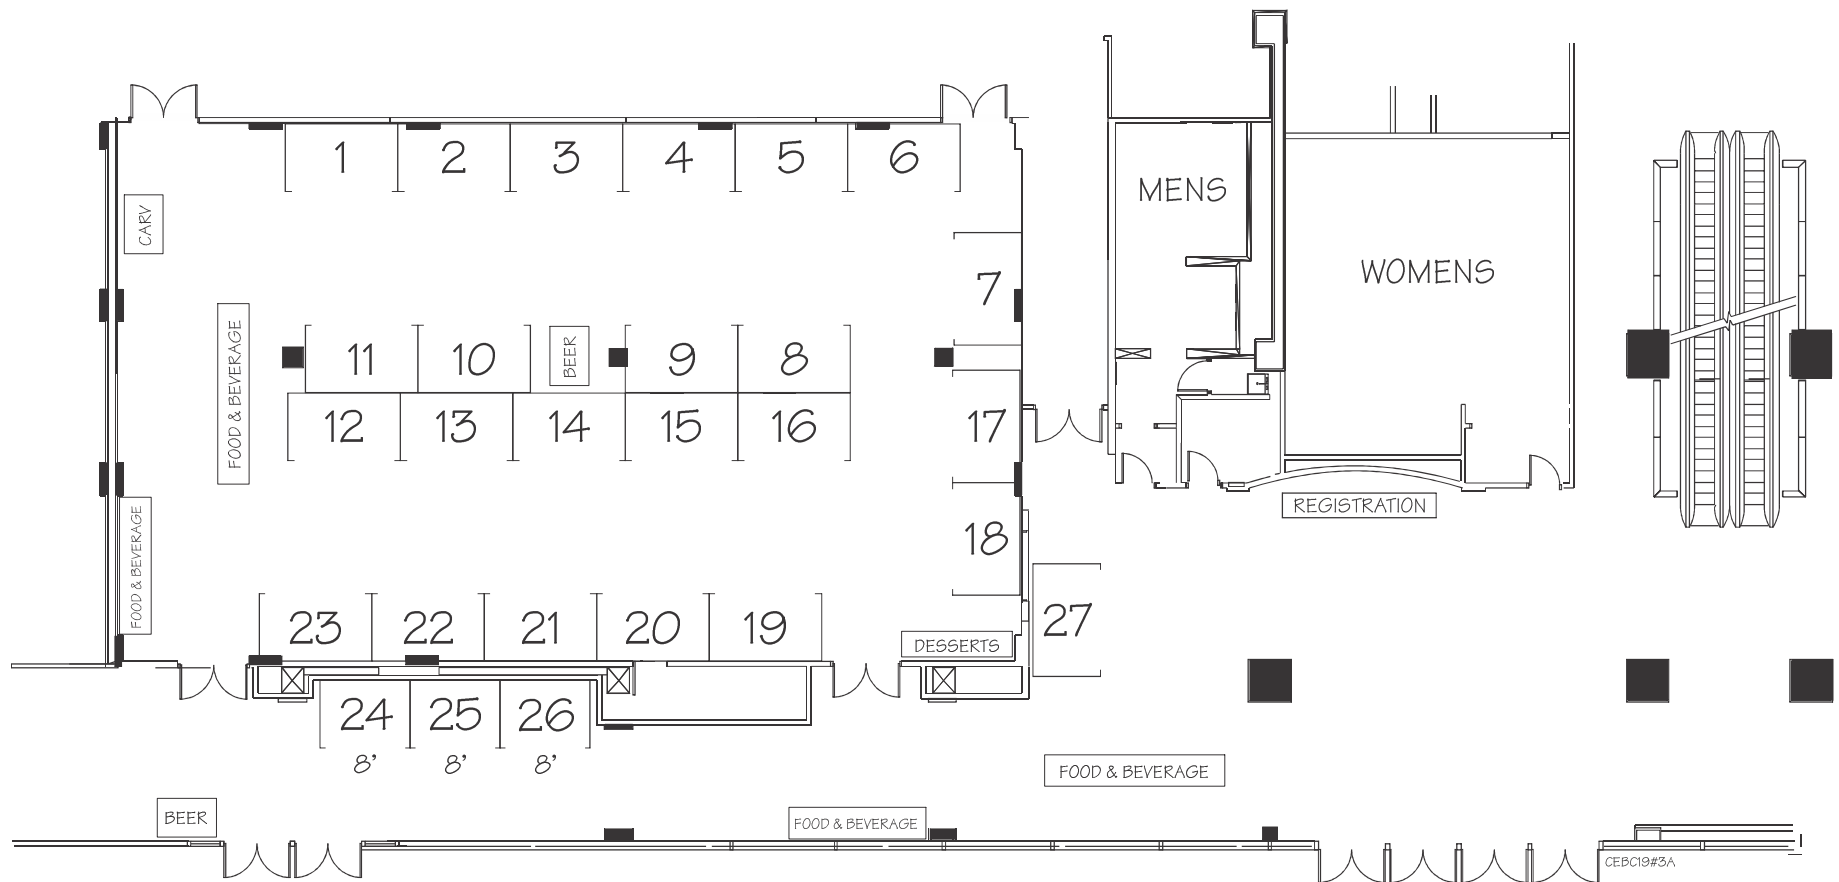 1 2 3 4 5 6
MENS
CARV
WOMENS
7
FOOD & BEVERAGE
11 10 BEER 9 8
12 13 14 15 16 17
REGISTRATION
FOOD & BEVERAGE
18
23 22 21 20 19
DESSERTS
27
24 25 26
8' 8' 8'
FOOD & BEVERAGE
BEER
FOOD & BEVERAGE
CEBC19#3A